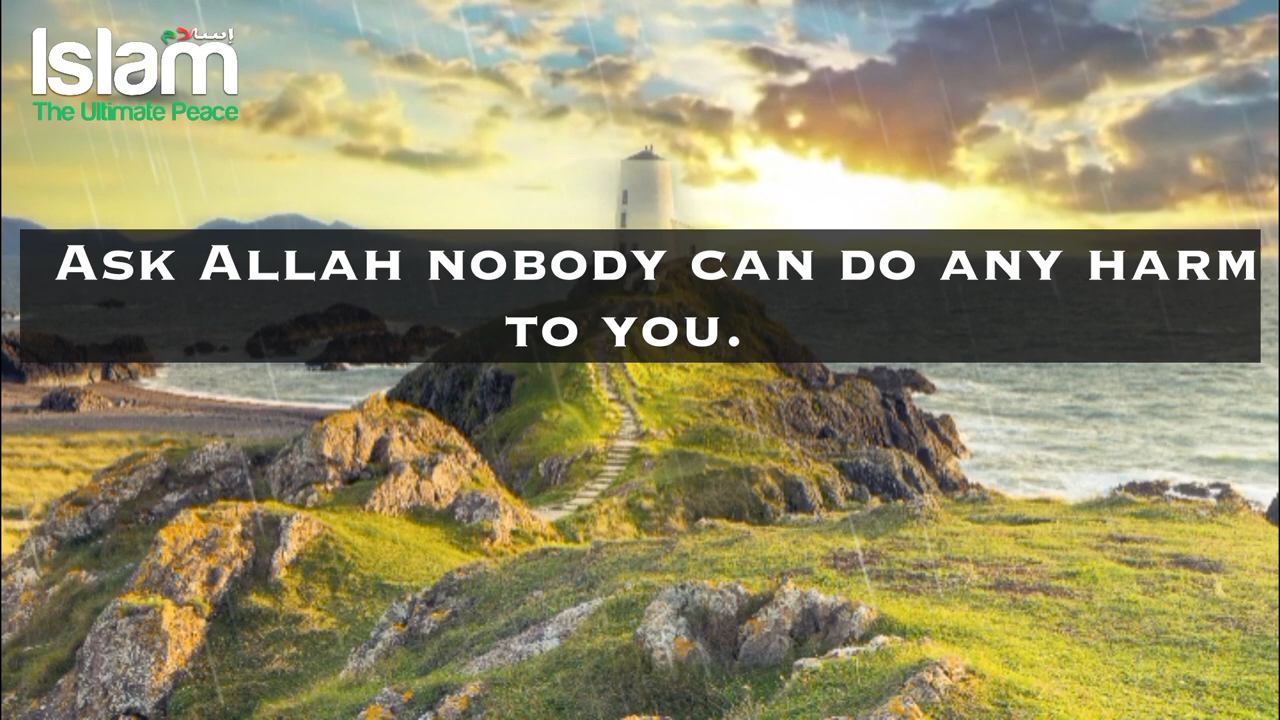 إسلام
Islam
The Ultimate Peace
ASK ALLAH NOBODY CAN DO ANY HARM
TO YOU.